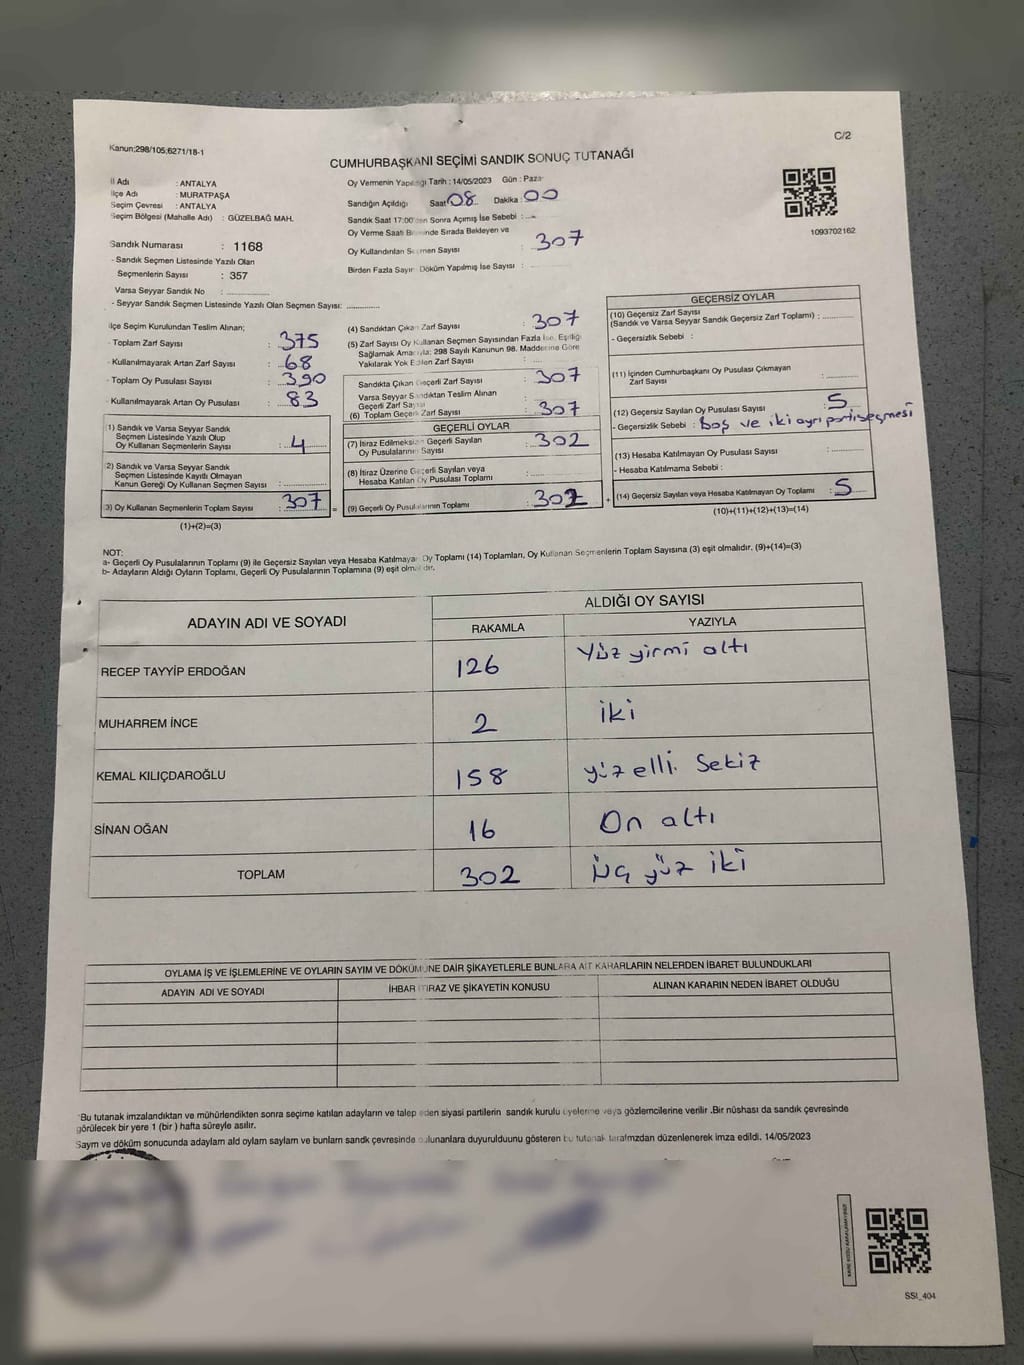 C/2
Kanun:298/105;6271/18-1
CUMHURBAŞKANI SEÇİMİ SANDIK SONUÇ TUTANAĞI
İl Adı : ANTALYA
İlçe Adı : MURATPAŞA
Seçim Çevresi : ANTALYA
Seçim Bölgesi (Mahalle Adı) : GÜZELBAĞ MAH.
Oy Vermenin Yapıldığı Tarih : 14/05/2023 Gün : Pazar
Sandığın Açıldığı Saat 08 Dakika : 00
Sandık Saat 17:00'den Sonra Açımış İse Sebebi :
Oy Verme Saati Bitiminde Sırada Bekleyen ve
Oy Kullandırılan Seçmen Sayısı : 307
Birden Fazla Sayım Döküm Yapılmış İse Sayısı :
1093702162
Sandık Numarası : 1168
- Sandık Seçmen Listesinde Yazılı Olan
Seçmenlerin Sayısı : 357
Varsa Seyyar Sandık No :
- Seyyar Sandık Seçmen Listesinde Yazılı Olan Seçmen Sayısı:
İlçe Seçim Kurulundan Teslim Alınan;
- Toplam Zarf Sayısı : 375
- Kullanılmayarak Artan Zarf Sayısı : 68
- Toplam Oy Pusulası Sayısı : 390
- Kullanılmayarak Artan Oy Pusulası : 83
1) Sandık ve Varsa Seyyar Sandık
Seçmen Listesinde Yazılı Olup
Oy Kullanan Seçmenlerin Sayısı : 4
2) Sandık ve Varsa Seyyar Sandık
Seçmen Listesinde Kayıtlı Olmayan
Kanun Gereği Oy Kullanan Seçmen Sayısı :
3) Oy Kullanan Seçmenlerin Toplam Sayısı : 307
(1)+(2)=(3)
(4) Sandıktan Çıkan Zarf Sayısı : 307
(5) Zarf Sayısı Oy Kullanan Seçmen Sayısından Fazla İse, Eşitliği
Sağlamak Amacıyla; 298 Sayılı Kanunun 98. Maddesine Göre
Yakılarak Yok Edilen Zarf Sayısı :
Sandıkta Çıkan Geçerli Zarf Sayısı : 307
Varsa Seyyar Sandıktan Teslim Alınan
Geçerli Zarf Sayısı
(6) Toplam Geçerli Zarf Sayısı : 307
GEÇERLİ OYLAR
(7) İtiraz Edilmeksizin Geçerli Sayılan
Oy Pusulalarının Sayısı : 302
(8) İtiraz Üzerine Geçerli Sayılan veya
Hesaba Katılan Oy Pusulası Toplamı :
(9) Geçerli Oy Pusulalarının Toplamı : 302
GEÇERSİZ OYLAR
(10) Geçersiz Zarf Sayısı
(Sandık ve Varsa Seyyar Sandık Geçersiz Zarf Toplamı) :
- Geçersizlik Sebebi :
(11) İçinden Cumhurbaşkanı Oy Pusulası Çıkmayan
Zarf Sayısı :
(12) Geçersiz Sayılan Oy Pusulası Sayısı : 5
- Geçersizlik Sebebi : Boş ve iki ayrı parti seçmesi
(13) Hesaba Katılmayan Oy Pusulası Sayısı :
- Hesaba Katılmama Sebebi :
(14) Geçersiz Sayılan veya Hesaba Katılmayan Oy Toplamı : 5
(10)+(11)+(12)+(13)=(14)
NOT:
a- Geçerli Oy Pusulalarının Toplamı (9) ile Geçersiz Sayılan veya Hesaba Katılmayan Oy Toplamı (14) Toplamları, Oy Kullanan Seçmenlerin Toplam Sayısına (3) eşit olmalıdır. (9)+(14)=(3)
b- Adayların Aldığı Oyların Toplamı, Geçerli Oy Pusulalarının Toplamına (9) eşit olmalıdır.
ADAYIN ADI VE SOYADI ALDIĞI OY SAYISI
RAKAMLA YAZIYLA
RECEP TAYYİP ERDOĞAN 126 Yüz yirmi altı
MUHARREM İNCE 2 iki
KEMAL KILIÇDAROĞLU 158 yüz elli sekiz
SİNAN OĞAN 16 On altı
TOPLAM 302 üç yüz iki
OYLAMA İŞ VE İŞLEMLERİNE VE OYLARIN SAYIM VE DÖKÜMÜNE DAİR ŞİKAYETLERLE BUNLARA AİT KARARLARIN NELERDEN İBARET BULUNDUKLARI
ADAYIN ADI VE SOYADI İHBAR İTİRAZ VE ŞİKAYETİN KONUSU ALINAN KARARIN NEDEN İBARET OLDUĞU
*Bu tutanak imzalandıktan ve mühürlendikten sonra seçime katılan adayların ve talep eden siyasi partilerin sandık kurulu üyelerine veya gözlemcilerine verilir .Bir nüshası da sandık çevresinde
görülecek bir yere 1 (bir ) hafta süreyle asılır.
Sayım ve döküm sonucunda adaylam ald oylam saylam ve bunlam sandk çevresinde bulunanlara duyurulduunu gösteren bu tutanak tarafmzdan düzenlenerek imza edildi. 14/05/2023
SSI_404